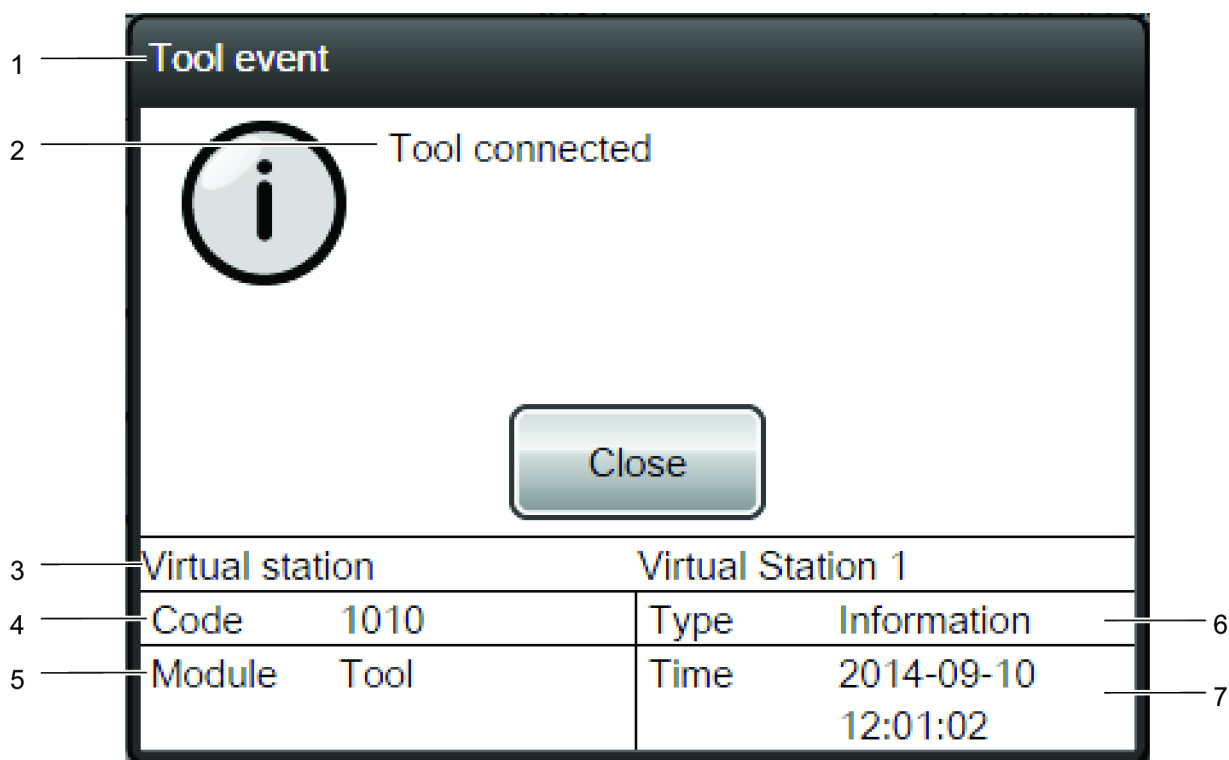 1 Tool event
2 Tool connected
i
Close
3 Virtual station Virtual Station 1
4 Code 1010 Type Information 6
5 Module Tool Time 2014-09-10 7
12:01:02